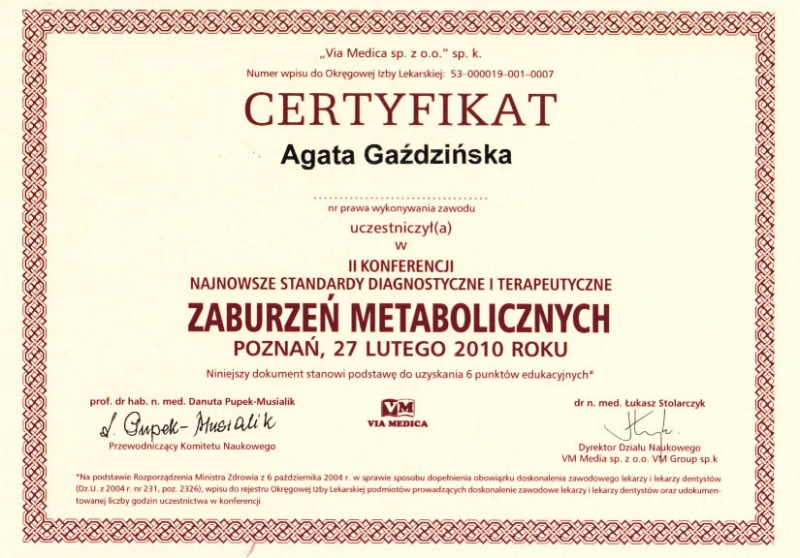 „Via Medica sp. z o.o.” sp. k.
Numer wpisu do Okręgowej Izby Lekarskiej: 53–000019–001–0007
CERTYFIKAT
Agata Gaździńska
nr prawa wykonywania zawodu
uczestniczył(a)
w
II KONFERENCJI
NAJNOWSZE STANDARDY DIAGNOSTYCZNE I TERAPEUTYCZNE
ZABURZEŃ METABOLICZNYCH
POZNAŃ, 27 LUTEGO 2010 ROKU
Niniejszy dokument stanowi podstawę do uzyskania 6 punktów edukacyjnych*
prof. dr hab. n. med. Danuta Pupek-Musialik
D. Pupek-Musialik
Przewodniczący Komitetu Naukowego
VM
VIA MEDICA
dr n. med. Łukasz Stolarczyk
Dyrektor Działu Naukowego
VM Media sp. z o.o. VM Group sp.k
*Na podstawie Rozporządzenia Ministra Zdrowia z 6 października 2004 r. w sprawie sposobu dopełnienia obowiązku doskonalenia zawodowego lekarzy i lekarzy dentystów
(Dz.U. z 2004 r. nr 231, poz. 2326), wpisu do rejestru Okręgowej Izby Lekarskiej podmiotów prowadzących doskonalenie zawodowe lekarzy i lekarzy dentystów oraz udokumen-
towanej liczby godzin uczestnictwa w konferencji.